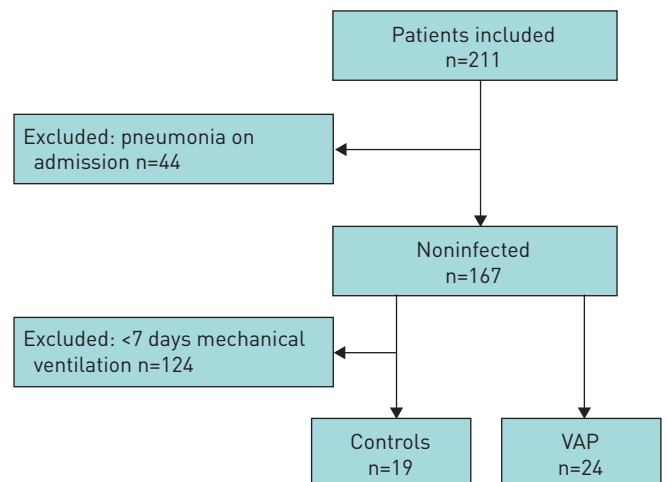 Patients included
n=211
Excluded: pneumonia on
admission n=44
Noninfected
n=167
Excluded: <7 days mechanical
ventilation n=124
Controls
n=19
VAP
n=24